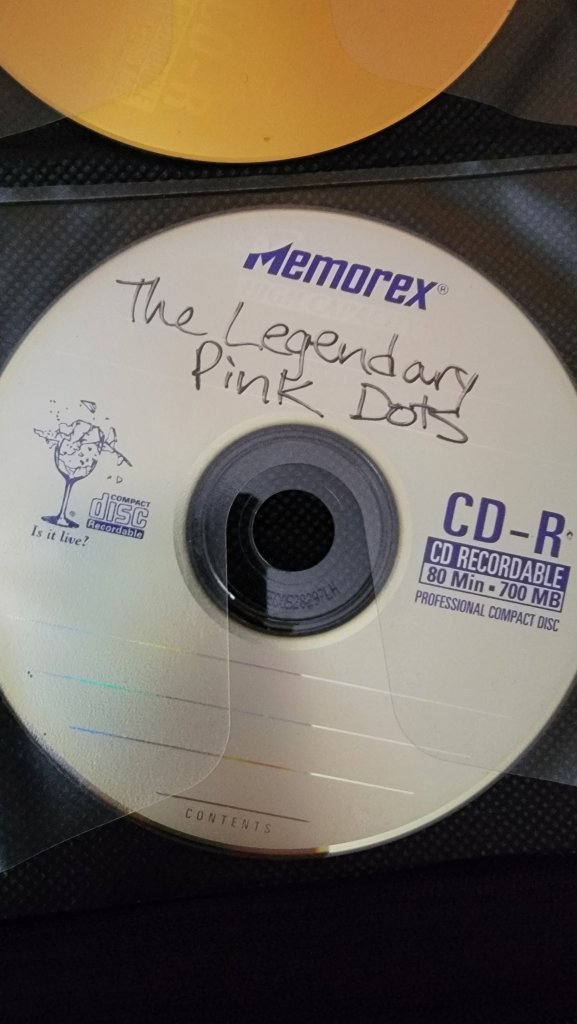 Memorex®
The Legendary
Pink Dots
Is it live?
COMPACT
disc
Recordable
CD-R
CD RECORDABLE
80 Min ▪ 700 MB
PROFESSIONAL COMPACT DISC
CONTENTS